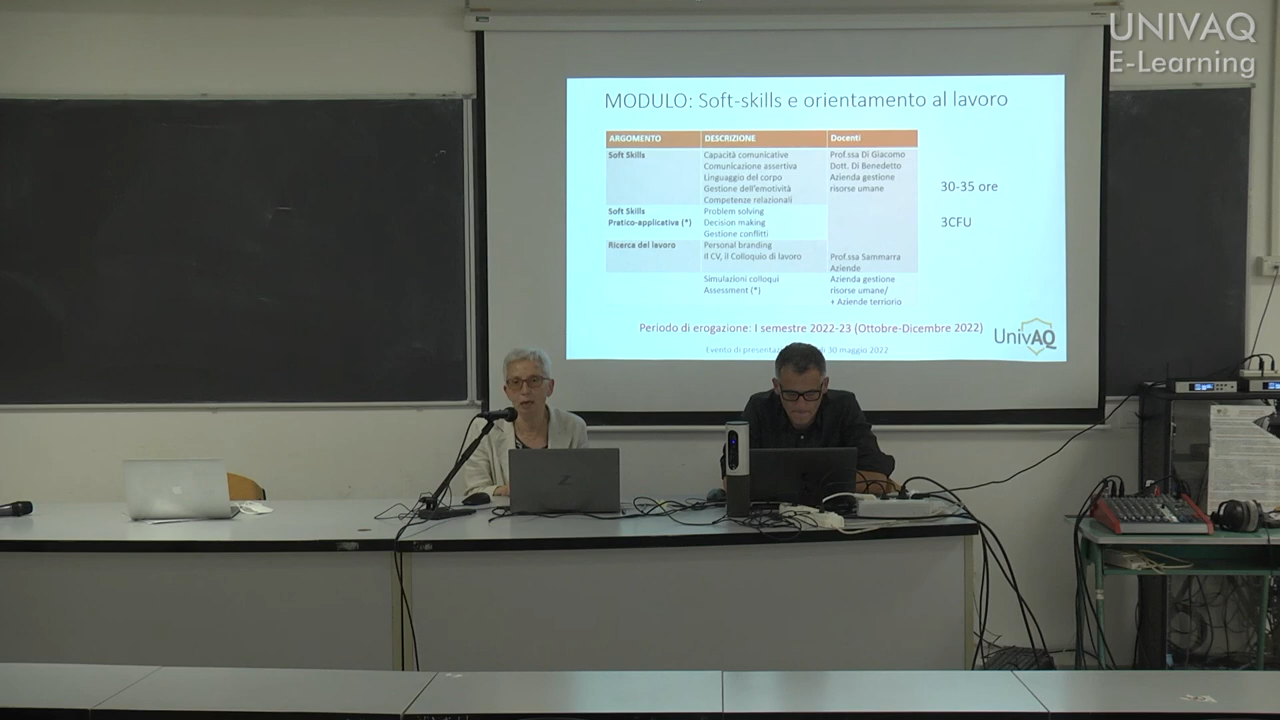 UNIVAQ
E-Learning
MODULO: Soft-skills e orientamento al lavoro
ARGOMENTO DESCRIZIONE Docenti
Soft Skills Capacità comunicative Prof.ssa Di Giacomo
Comunicazione assertiva Dott. Di Benedetto
Linguaggio del corpo Azienda gestione
Gestione dell'emotività risorse umane
Competenze relazionali
30-35 ore
Soft Skills Problem solving
Pratico-applicativa (*) Decision making
3CFU
Gestione conflitti
Ricerca del lavoro Personal branding
Il CV, il Colloquio di lavoro Prof.ssa Sammarra
Aziende
Simulazioni colloqui Azienda gestione
Assessment (*) risorse umane/
+ Aziende terriorio
Periodo di erogazione: I semestre 2022-23 (Ottobre-Dicembre 2022)
UnivAQ
Evento di 30 maggio 2022